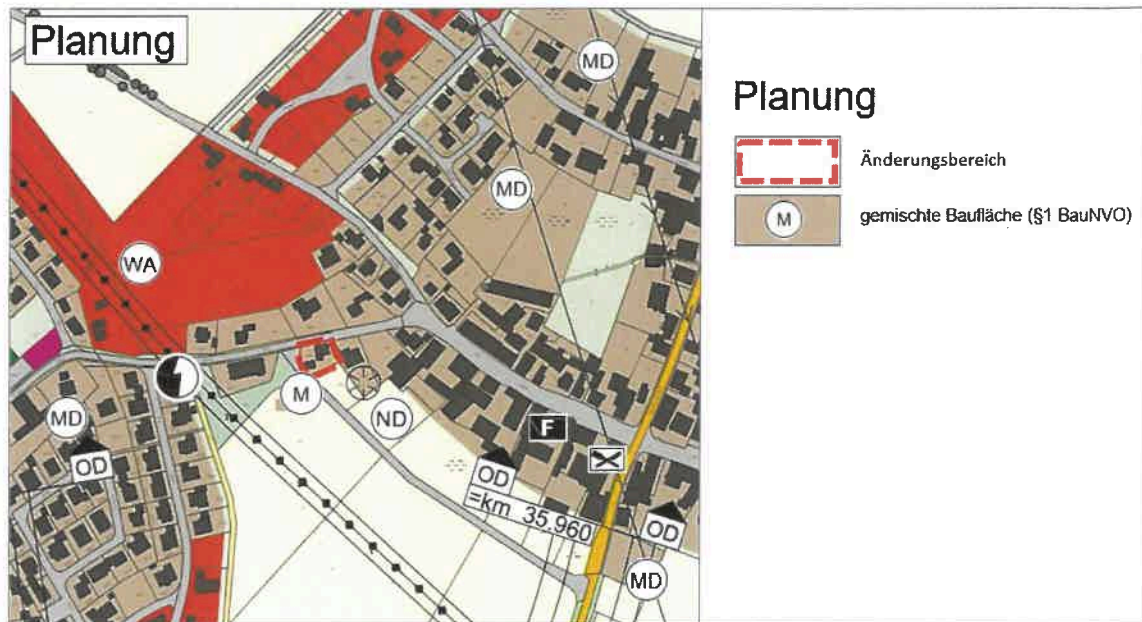 Planung
MD
MD
WA
M
ND
MD
OD
F
OD
=km 35.960
OD
MD
Planung
Änderungsbereich
M
gemischte Baufläche (§1 BauNVO)